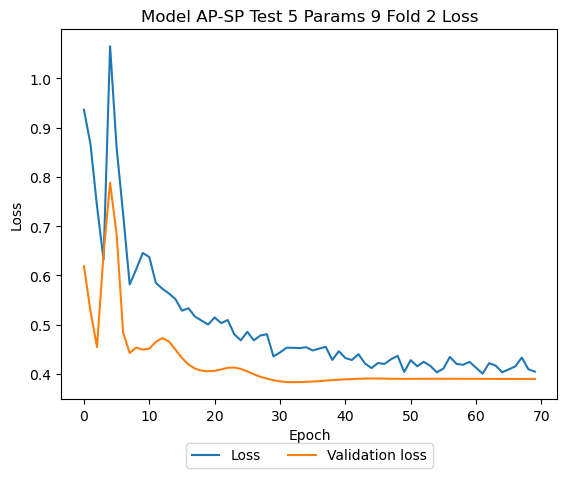 Model AP-SP Test 5 Params 9 Fold 2 Loss
1.0
0.9
0.8
0.7
0.6
0.5
0.4
Loss
0 10 20 30 40 50 60 70
Epoch
Loss Validation loss